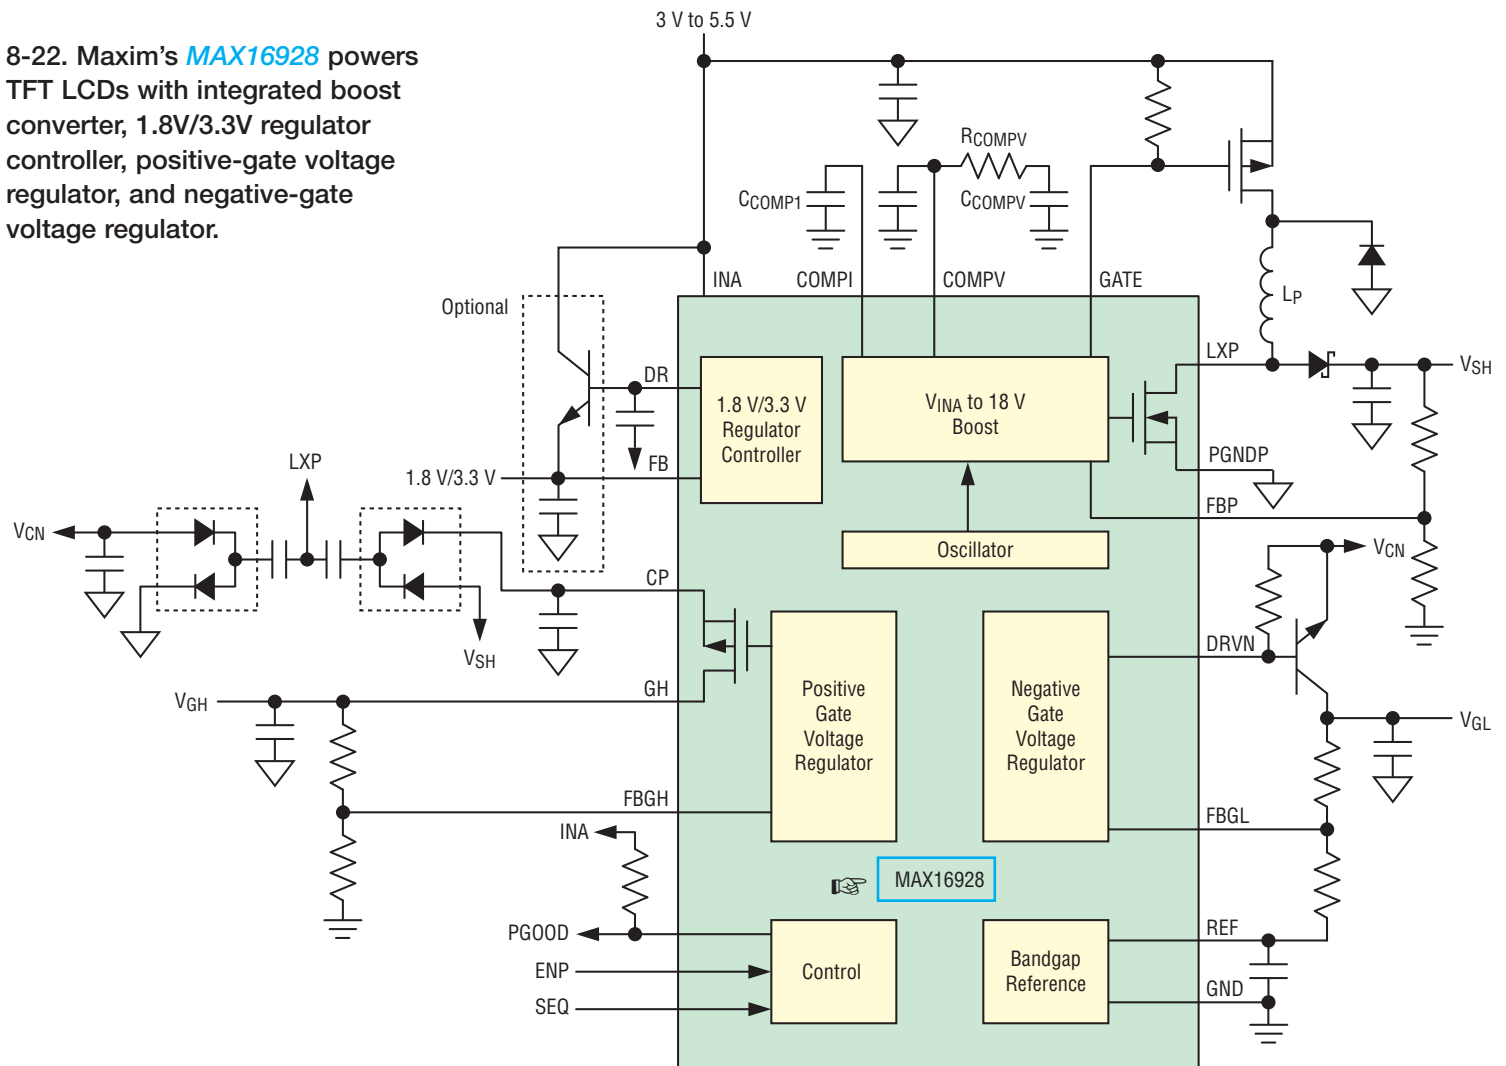 3 V to 5.5 V
8-22. Maxim's MAX16928 powers
TFT LCDs with integrated boost
converter, 1.8V/3.3V regulator
controller, positive-gate voltage
regulator, and negative-gate
voltage regulator.
RCOMPV
CCOMP1
CCOMPV
INA
COMPI
COMPV
GATE
Optional
LP
LXP
VSH
DR
1.8 V/3.3 V
Regulator
Controller
VINA to 18 V
Boost
FB
PGNDP
LXP
1.8 V/3.3 V
FBP
VCN
Oscillator
VCN
CP
VSH
DRVN
GH
VGH
Positive
Gate
Voltage
Regulator
Negative
Gate
Voltage
Regulator
VGL
FBGH
FBGL
INA
MAX16928
PGOOD
REF
ENP
Control
Bandgap
Reference
SEQ
GND